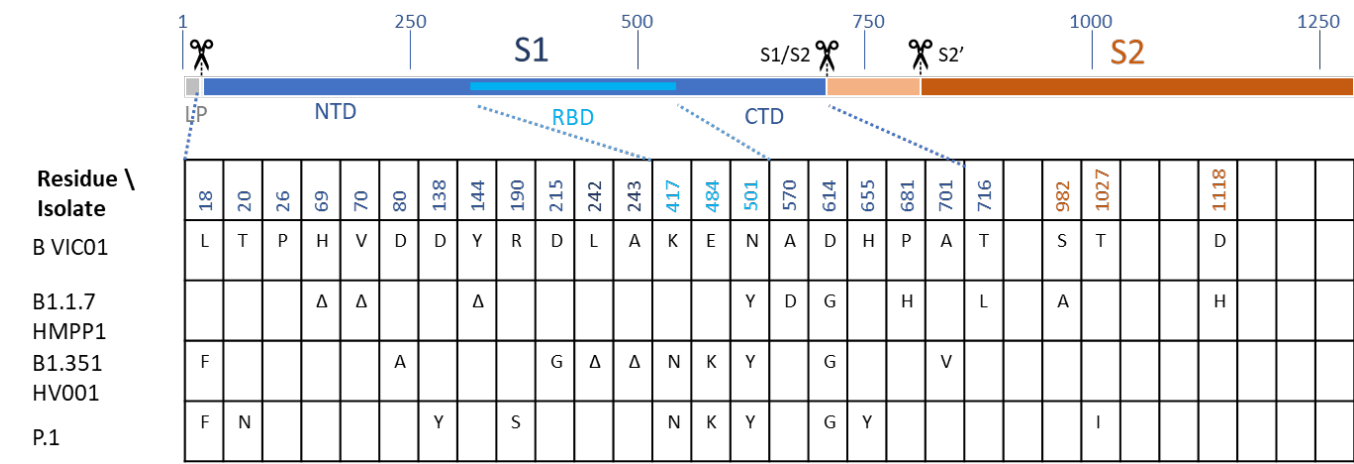 1 250 500 750 1000 1250
S1 S1/S2 S2' S2
LP NTD RBD CTD
Residue \ Isolate 18 20 26 69 70 80 138 144 190 215 242 243 417 484 501 570 614 655 681 701 716 982 1027 1118
B VIC01 L T P H V D D Y R D L A K E N A D H P A T S T D
B1.1.7 HMPP1 Δ Δ Δ Y D G H L A H
B1.351 HV001 F A G Δ Δ N K Y G V
P.1 F N Y S N K Y G Y I